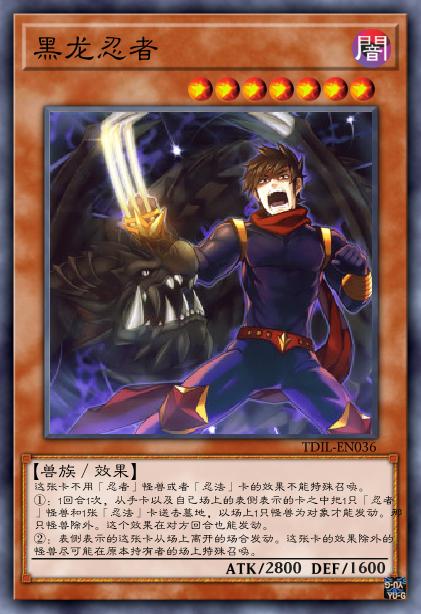 黑龙忍者
闇
TDIL-EN036
【兽族／效果】
这张卡不用「忍者」怪兽或者「忍法」卡的效果不能特殊召唤。
①：1回合1次，从手卡以及自己场上的表侧表示的卡之中把1只「忍者
」怪兽和1张「忍法」卡送去墓地，以场上1只怪兽为对象才能发动。那
只怪兽除外。这个效果在对方回合也能发动。
②：表侧表示的这张卡从场上离开的场合发动。这张卡的效果除外的
怪兽尽可能在原本持有者的场上特殊召唤。
ATK/2800 DEF/1600